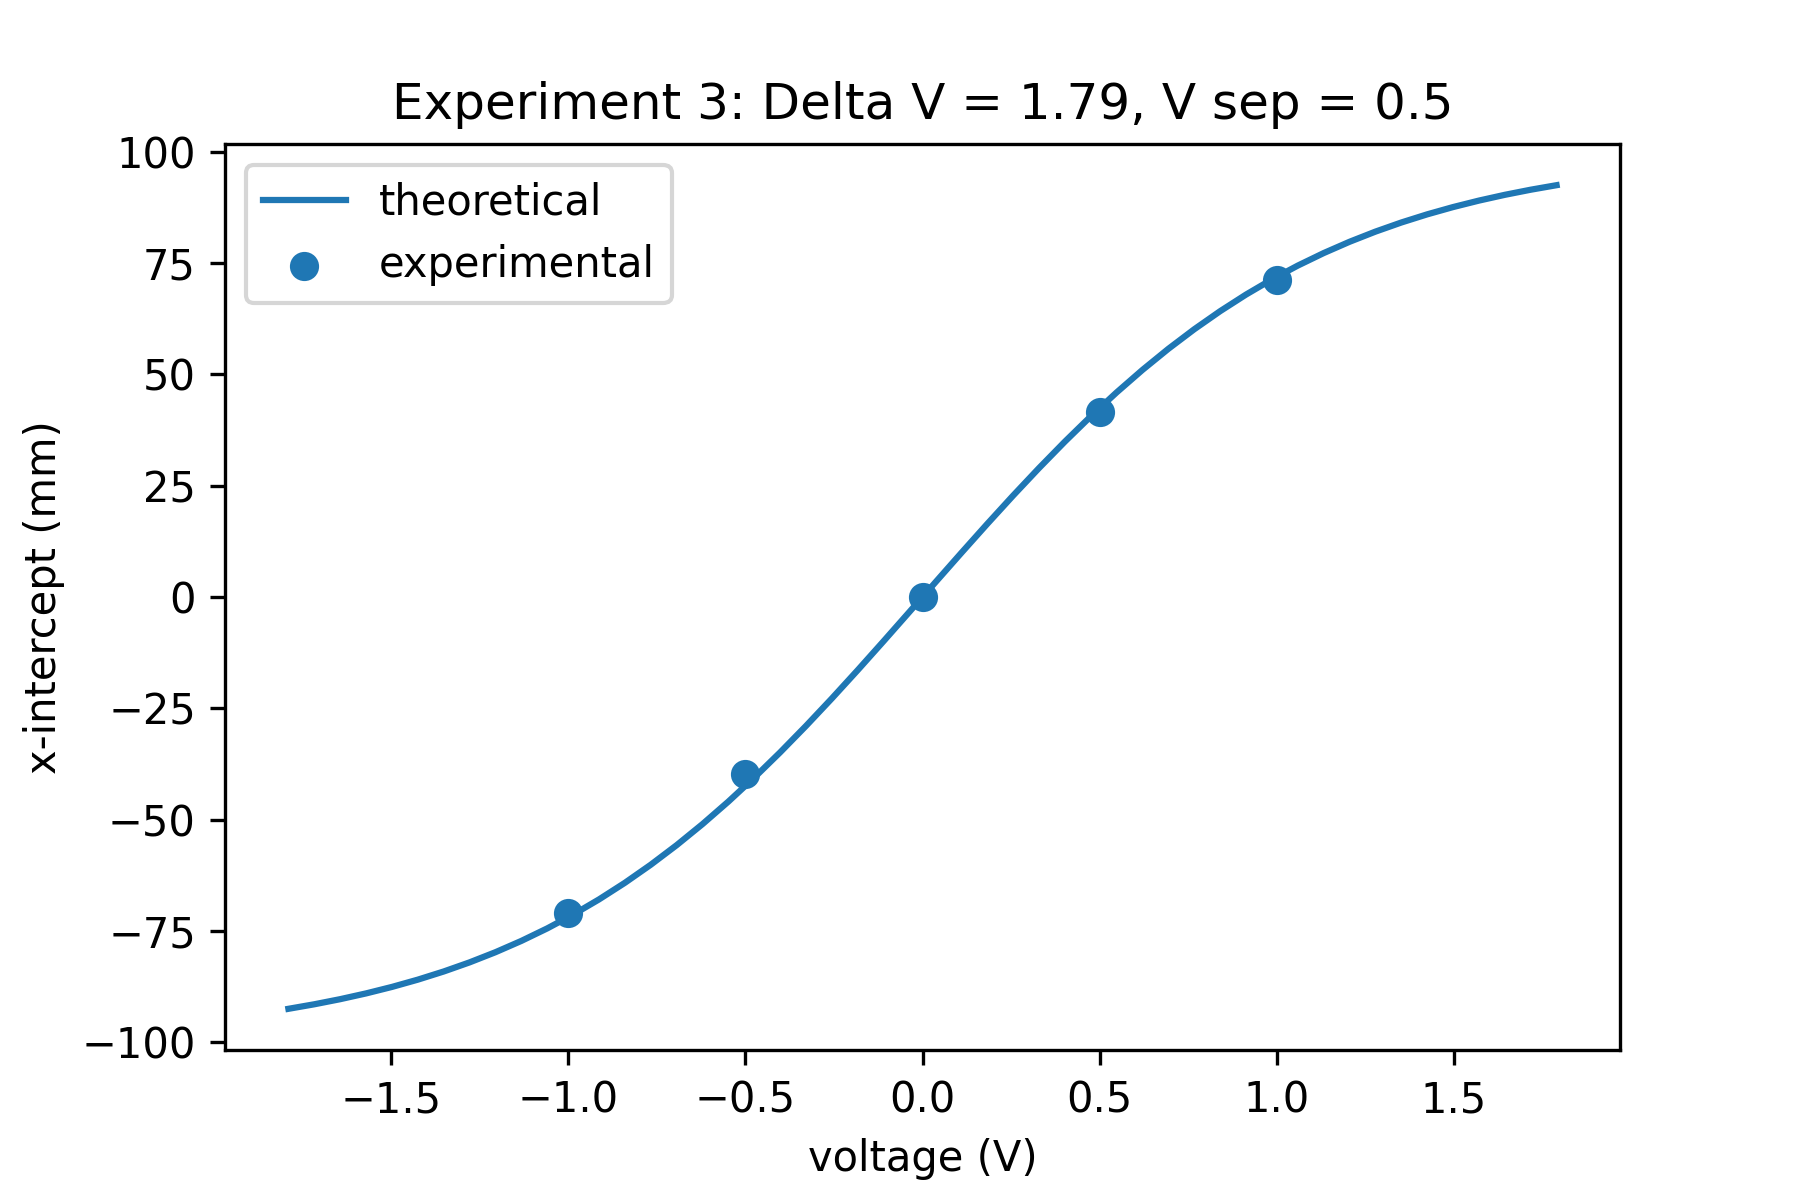 Experiment 3: Delta V = 1.79, V sep = 0.5
theoretical
experimental
100
75
50
25
0
−25
−50
−75
−100
x-intercept (mm)
−1.5 −1.0 −0.5 0.0 0.5 1.0 1.5
voltage (V)